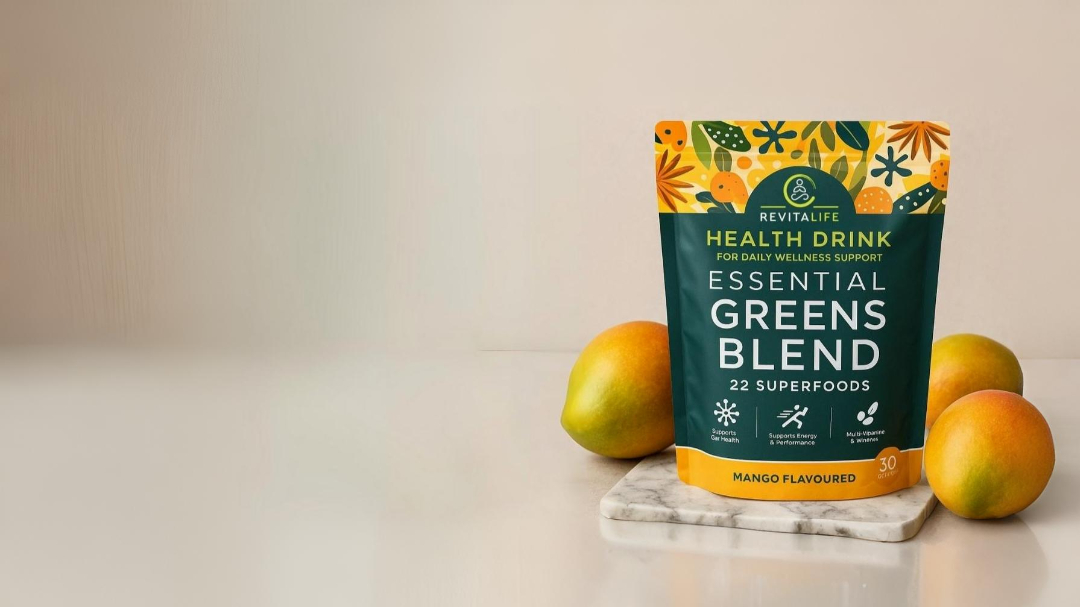 REVITALIFE
HEALTH DRINK
FOR DAILY WELLNESS SUPPORT
ESSENTIAL
GREENS
BLEND
22 SUPERFOODS
Supports
Health
Supports Energy
& Performance
30
MANGO FLAVOURED